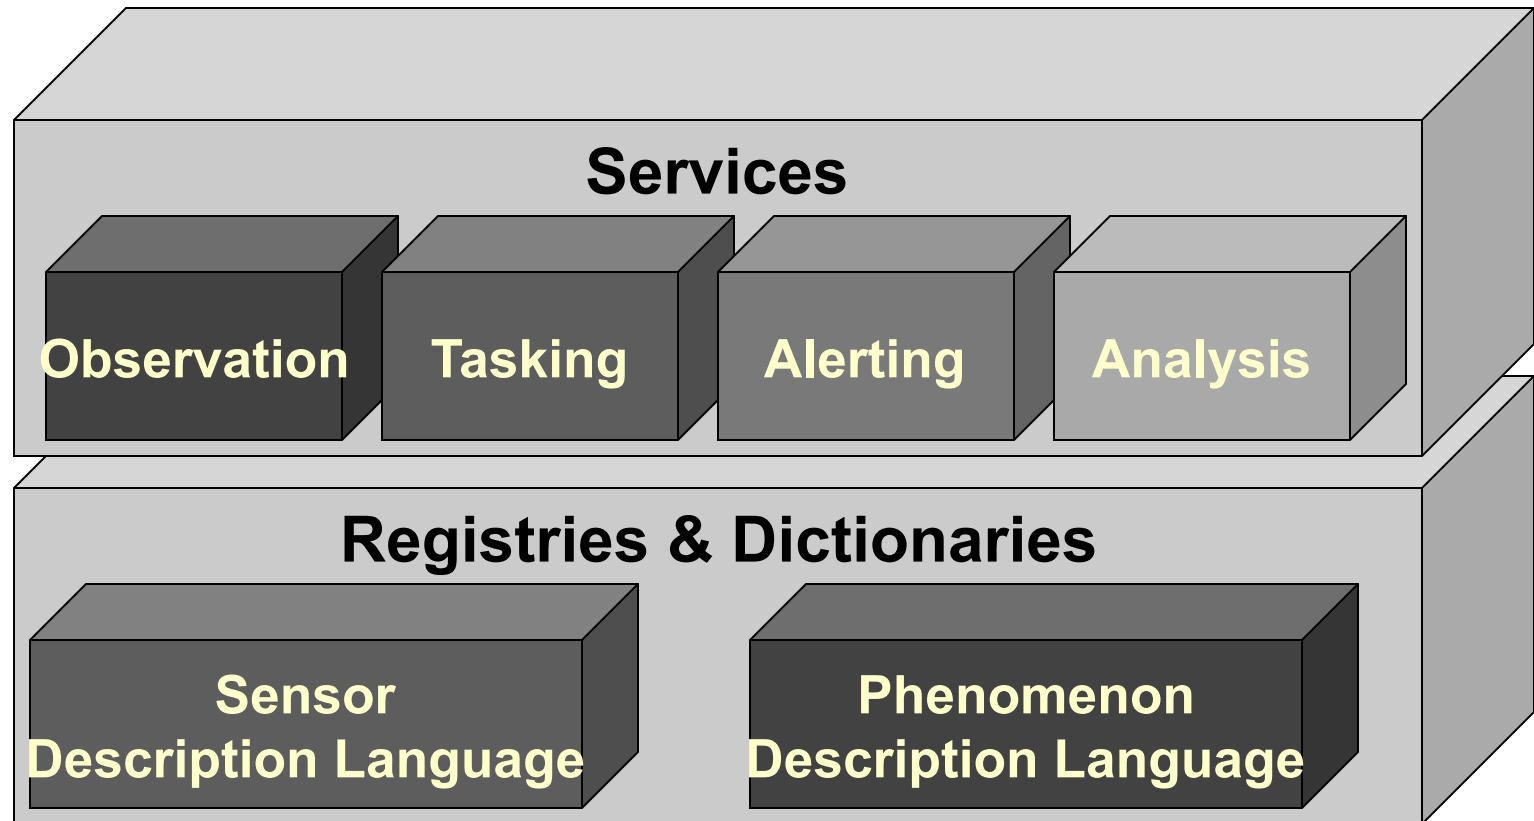 Services
Observation
Tasking
Alerting
Analysis
Registries & Dictionaries
Sensor
Description Language
Phenomenon
Description Language